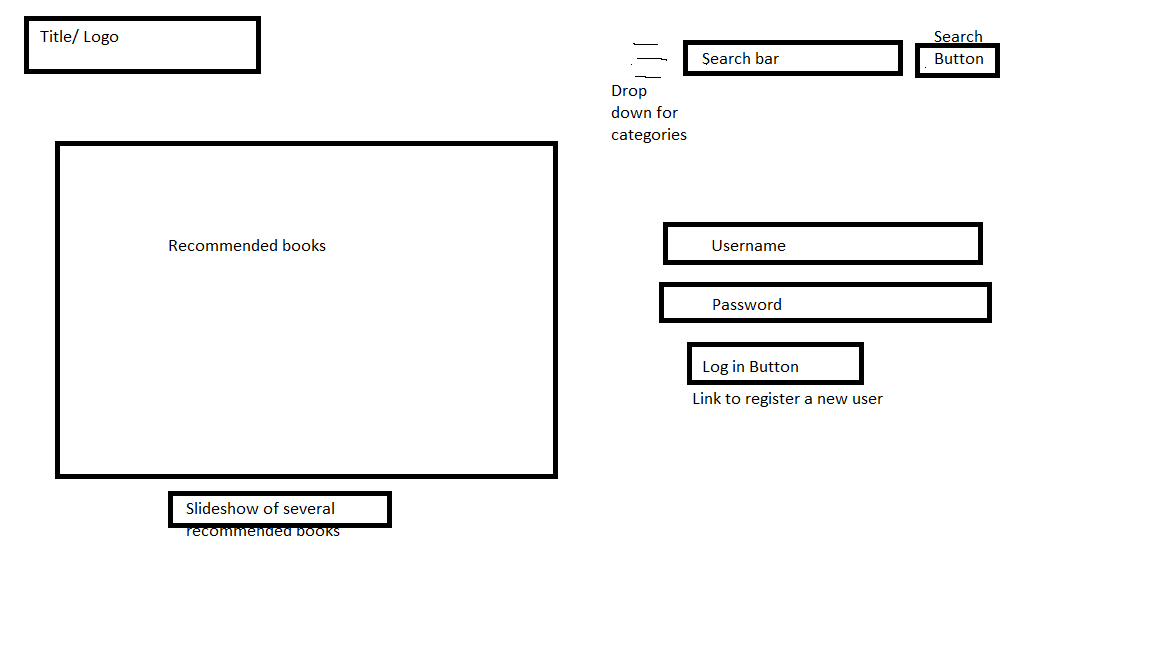 Title/ Logo
Search
Button
Search bar
Drop
down for
categories
Recommended books
Username
Password
Log in Button
Link to register a new user
Slideshow of several
recommended books